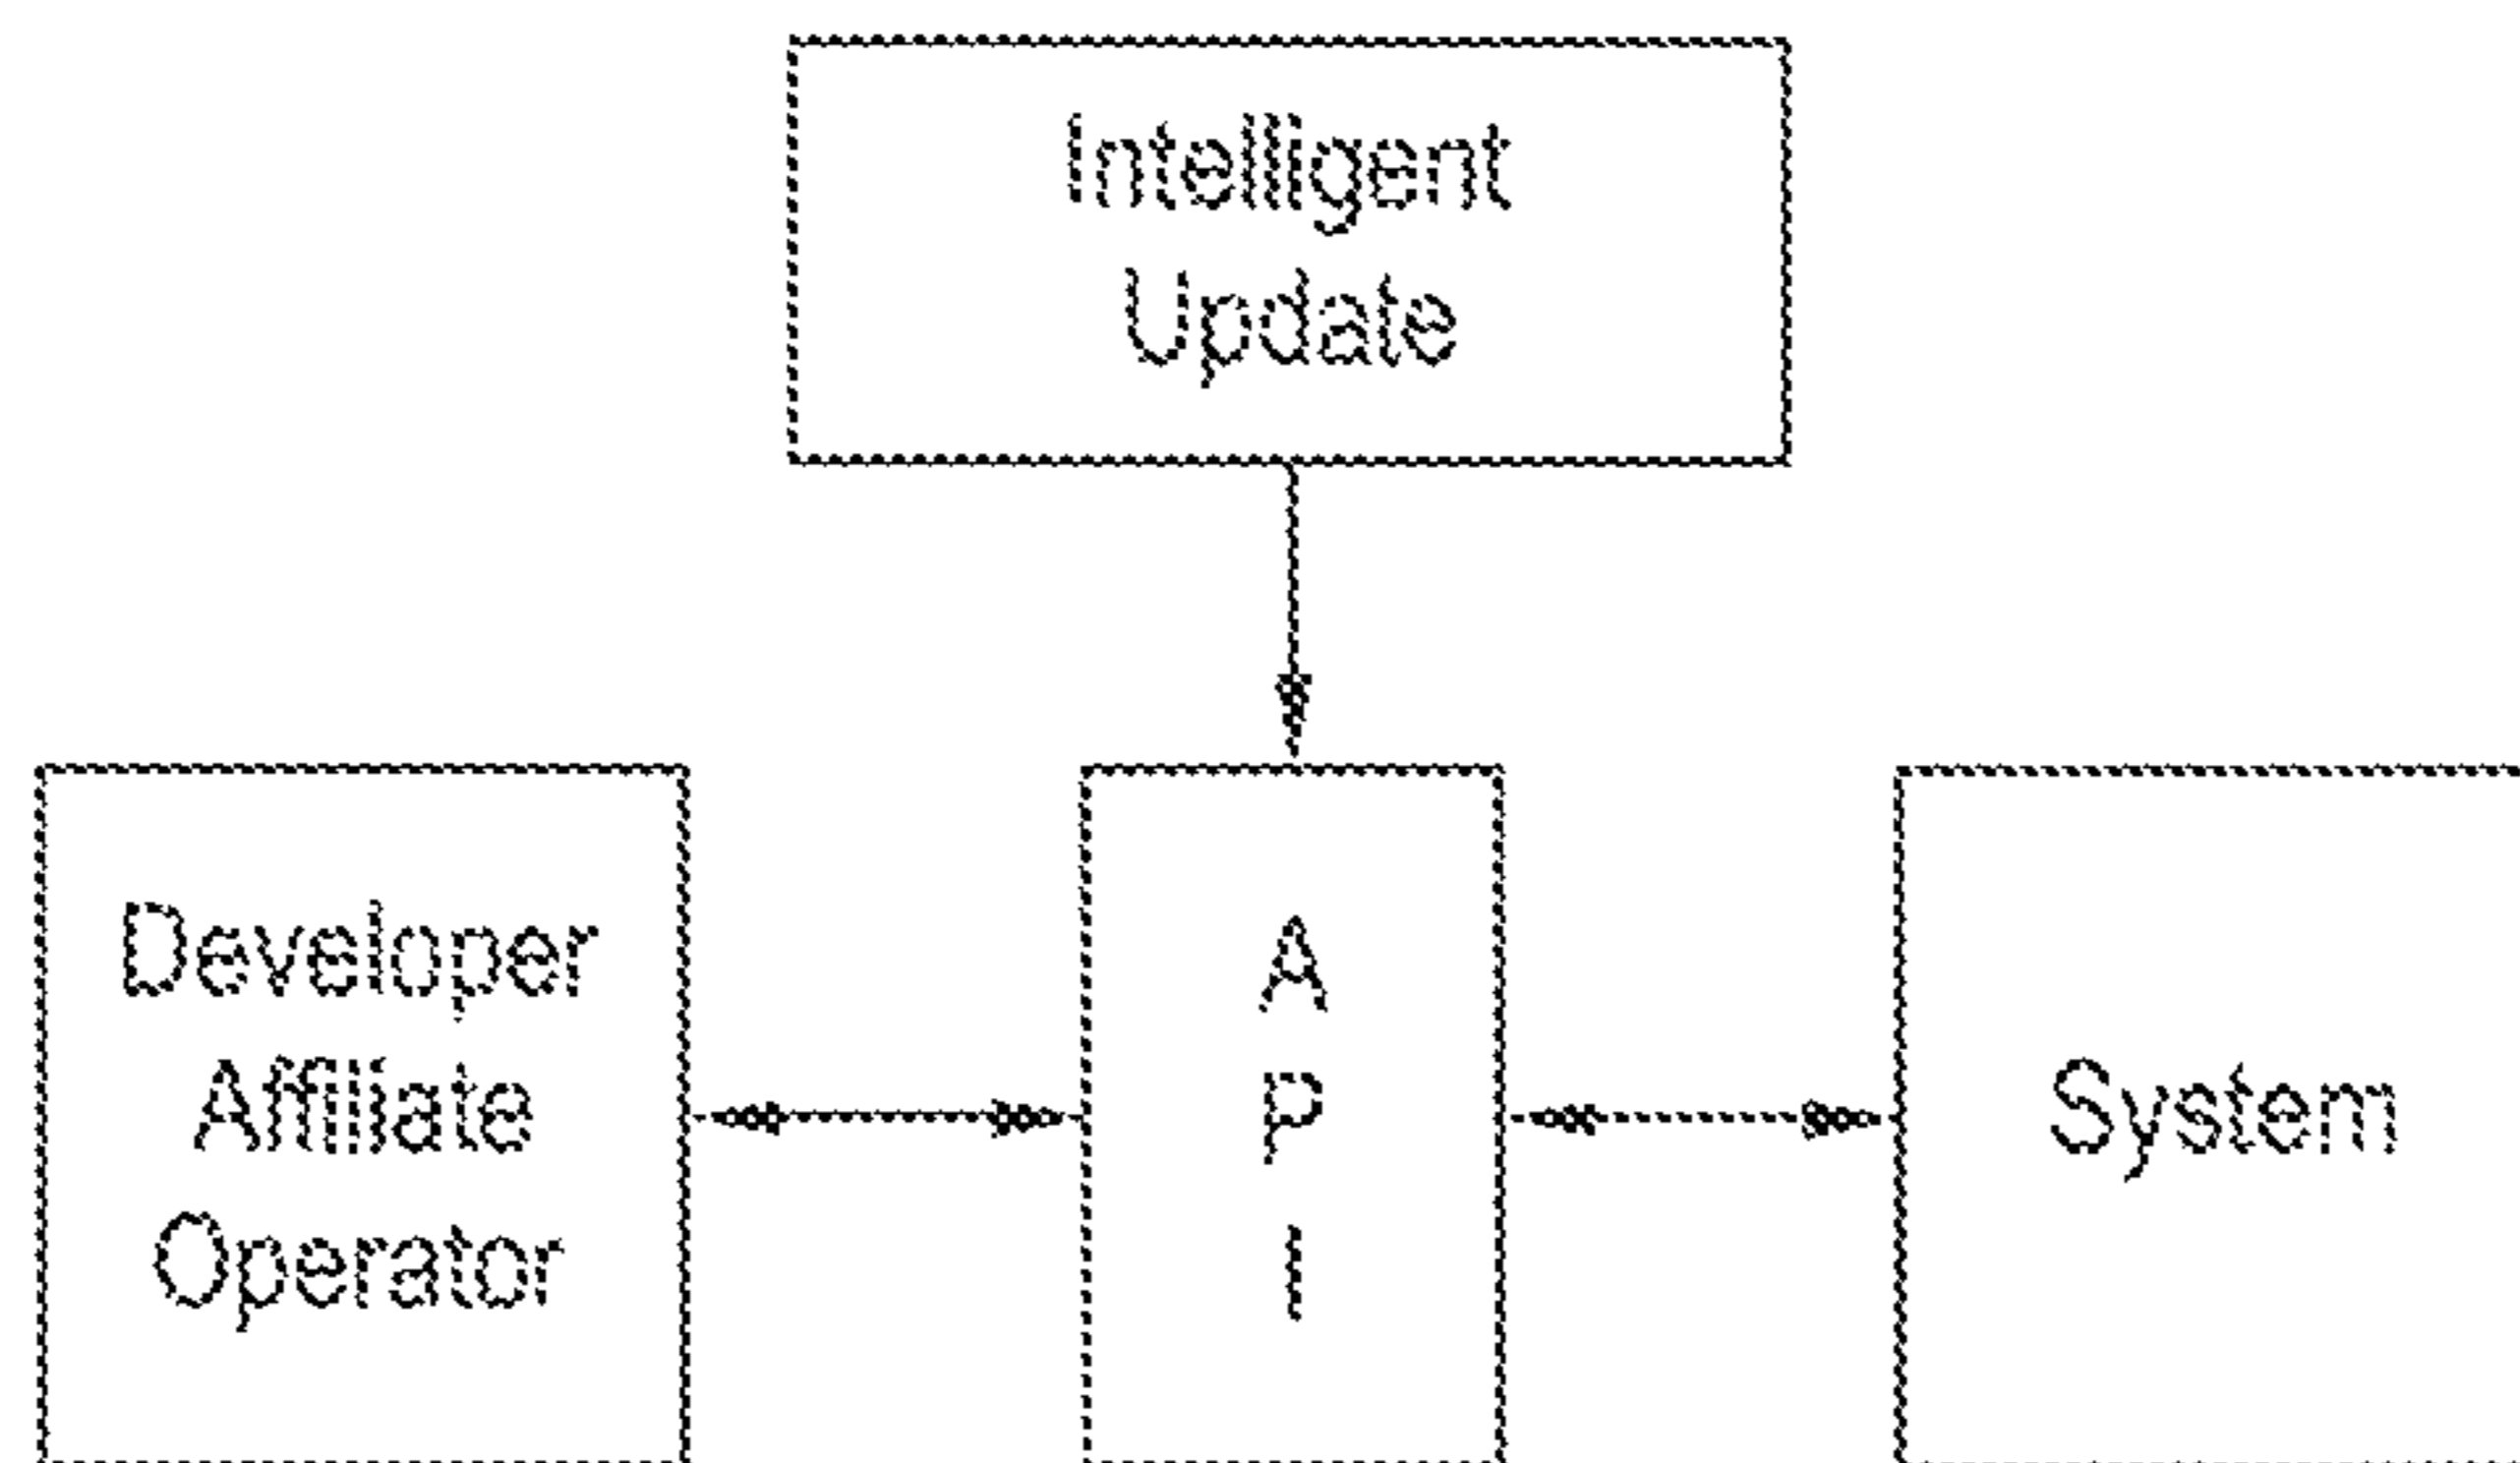 Intelligent
Update
Developer
Affiliate
Operator
A
P
I
System